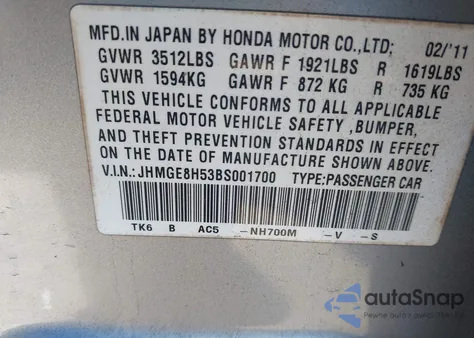 MFD. IN JAPAN BY HONDA MOTOR CO.,LTD; 02/'11
GVWR 3512LBS GAWR F 1921LBS R 1619LBS
GVWR 1594KG GAWR F 872 KG R 735 KG
THIS VEHICLE CONFORMS TO ALL APPLICABLE
FEDERAL MOTOR VEHICLE SAFETY ,BUMPER,
AND THEFT PREVENTION STANDARDS IN EFFECT
ON THE DATE OF MANUFACTURE SHOWN ABOVE.
V.I.N.:JHMGE8H53BS001700 TYPE:PASSENGER CAR
TK6 B AC5 -NH700M -V -S
autoSnap
Pewne auto z